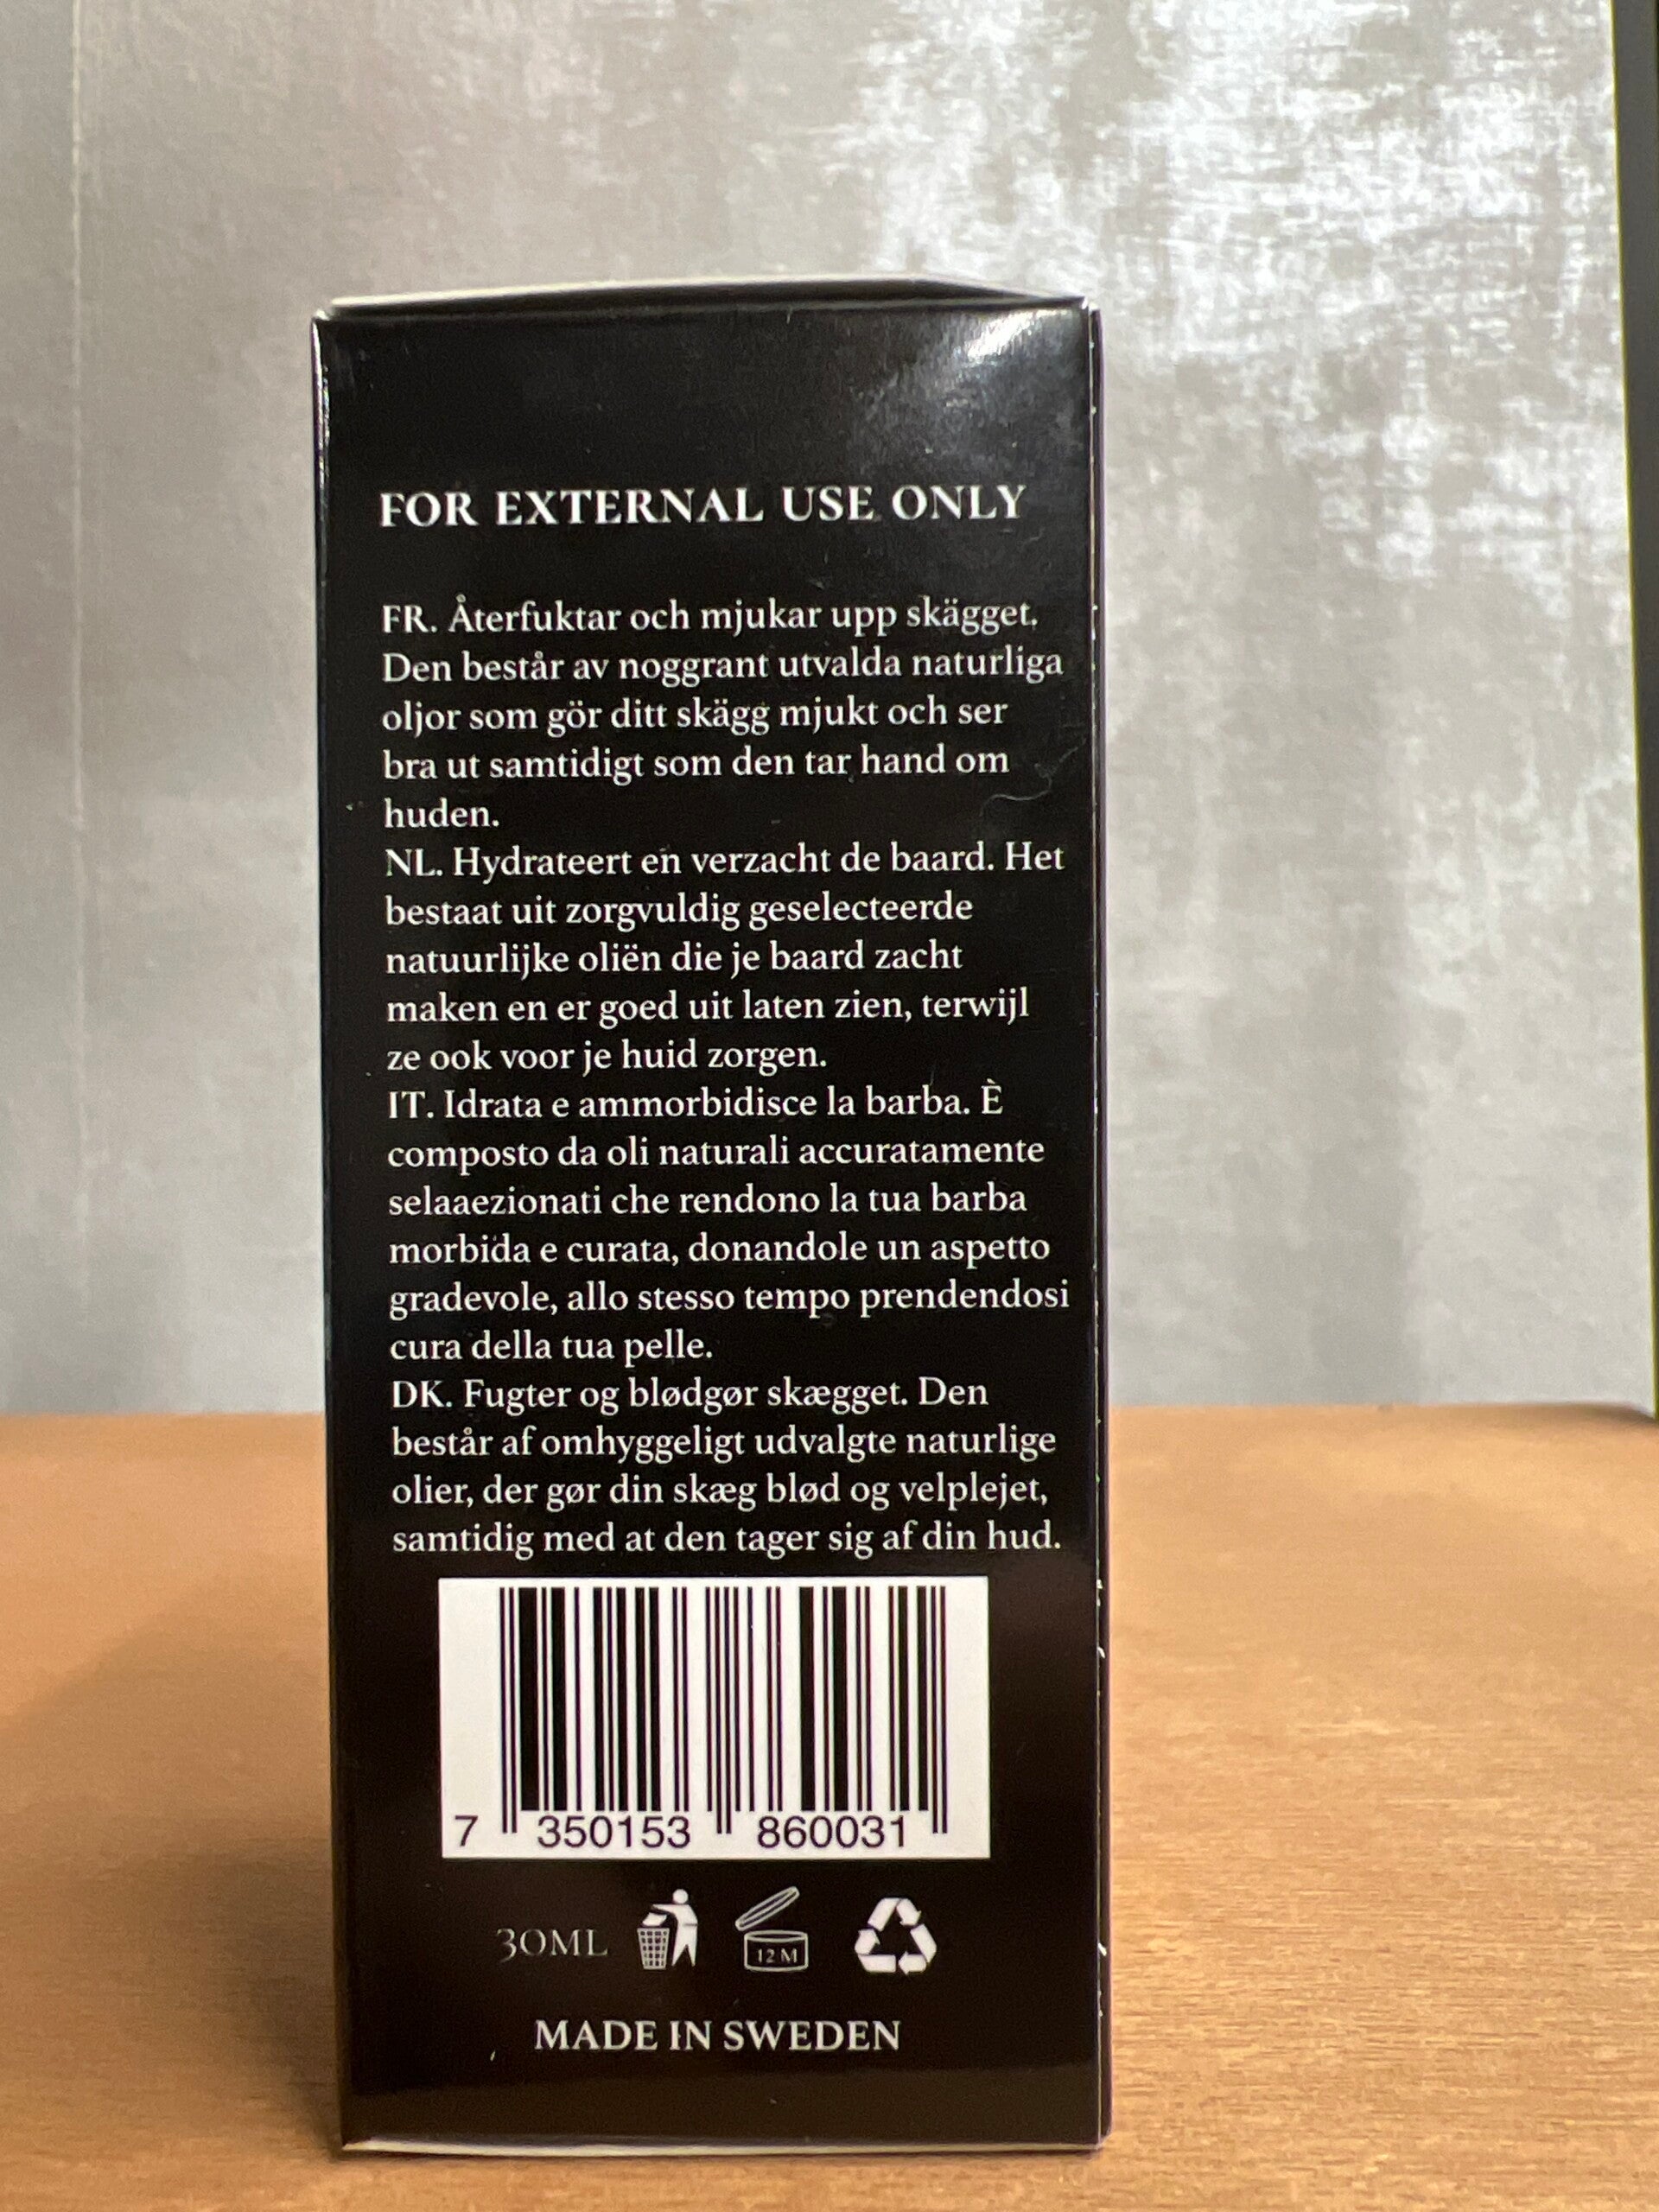 FOR EXTERNAL USE ONLY
FR. Återfuktar och mjukar upp skägget.
Den består av noggrant utvalda naturliga
oljor som gör ditt skägg mjukt och ser
bra ut samtidigt som den tar hand om
huden.
NL. Hydrateert en verzacht de baard. Het
bestaat uit zorgvuldig geselecteerde
natuurlijke oliën die je baard zacht
maken en er goed uit laten zien, terwijl
ze ook voor je huid zorgen.
IT. Idrata e ammorbidisce la barba. È
composto da oli naturali accuratamente
selaaezionati che rendono la tua barba
morbida e curata, donandole un aspetto
gradevole, allo stesso tempo prendendosi
cura della tua pelle.
DK. Fugter og blødgør skægget. Den
består af omhyggeligt udvalgte naturlige
olier, der gør din skæg blød og velplejet,
samtidig med at den tager sig af din hud.
7 350153 860031
30ML 12 M
MADE IN SWEDEN